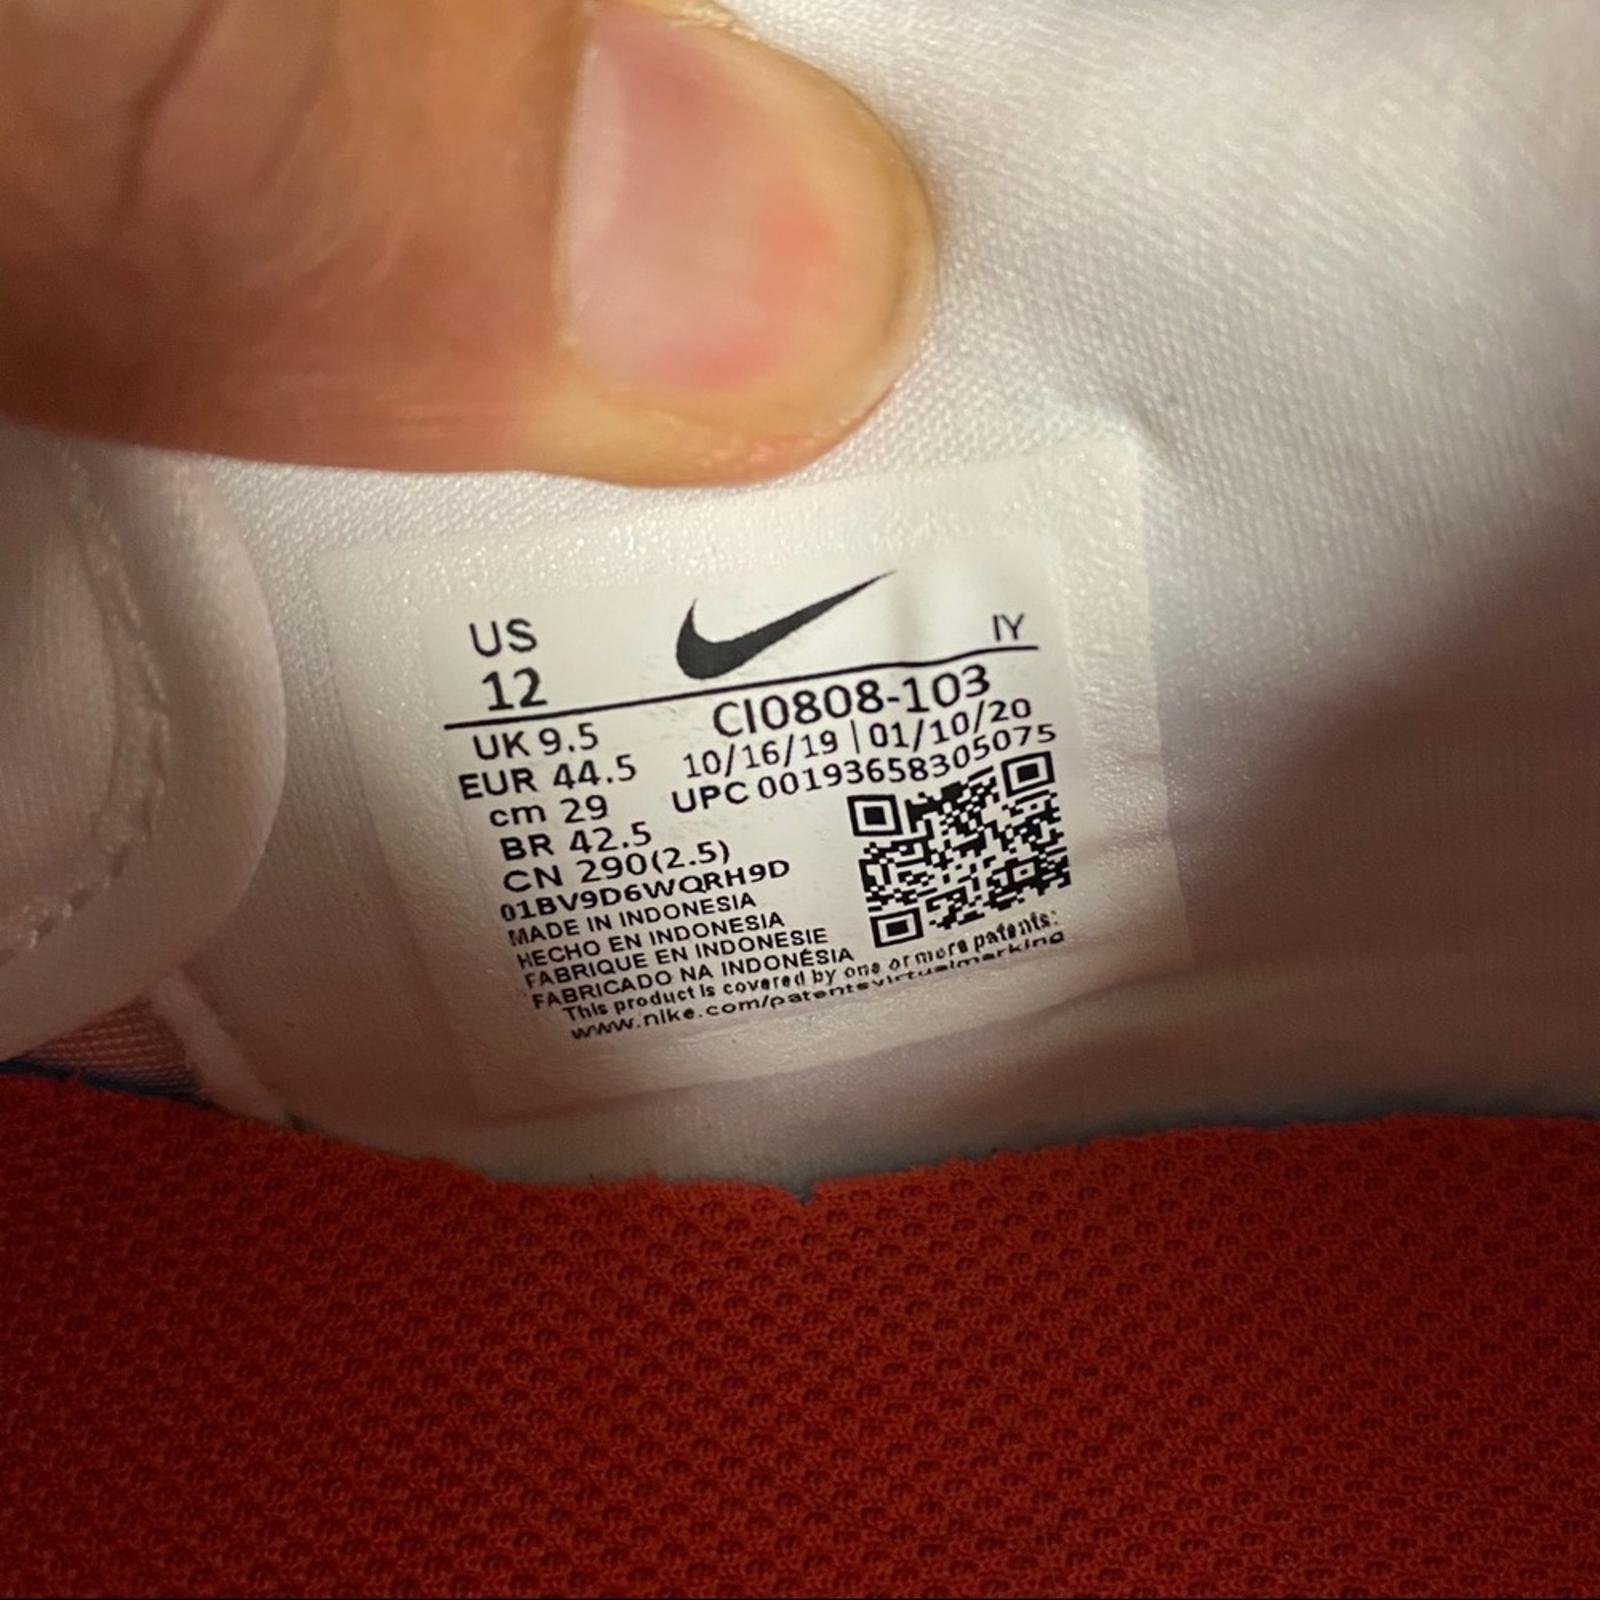 US
12
IY
UK 9.5
CI0808-103
EUR 44.5
10/16/19 | 01/10/20
cm 29
UPC 00193658305075
BR 42.5
CN 290(2.5)
01BV9D6WQRH9D
MADE IN INDONESIA
HECHO EN INDONESIA
FABRIQUE EN INDONESIE
FABRICADO NA INDONÉSIA
This product is covered by one or more patents:
www.nike.com/patentsvirtualmarking